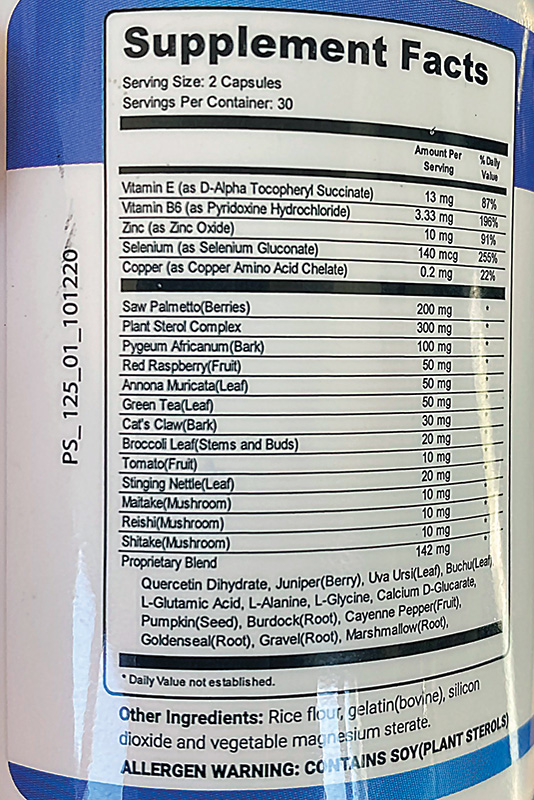 Supplement Facts
Serving Size: 2 Capsules
Servings Per Container: 30
Amount Per Serving % Daily Value
Vitamin E (as D-Alpha Tocopheryl Succinate) 13 mg 87%
Vitamin B6 (as Pyridoxine Hydrochloride) 3.33 mg 196%
Zinc (as Zinc Oxide) 10 mg 91%
Selenium (as Selenium Gluconate) 140 mcg 255%
Copper (as Copper Amino Acid Chelate) 0.2 mg 22%
Saw Palmetto(Berries) 200 mg *
Plant Sterol Complex 300 mg *
Pygeum Africanum(Bark) 100 mg *
Red Raspberry(Fruit) 50 mg
Annona Muricata(Leaf) 50 mg
Green Tea(Leaf) 50 mg
Cat's Claw(Bark) 30 mg
Broccoli Leaf(Stems and Buds) 20 mg
Tomato(Fruit) 10 mg
Stinging Nettle(Leaf) 20 mg
Maitake(Mushroom) 10 mg
Reishi(Mushroom) 10 mg *
Shitake(Mushroom) 10 mg *
Proprietary Blend 142 mg *
Quercetin Dihydrate, Juniper(Berry), Uva Ursi(Leaf), Buchu(Leaf)
L-Glutamic Acid, L-Alanine, L-Glycine, Calcium D-Glucarate,
Pumpkin(Seed), Burdock(Root), Cayenne Pepper(Fruit),
Goldenseal(Root), Gravel(Root), Marshmallow(Root),
* Daily Value not established.
Other Ingredients: Rice flour, gelatin(bovine), silicon
dioxide and vegetable magnesium sterate.
ALLERGEN WARNING: CONTAINS SOY(PLANT STEROLS)
PS_ 125_01_101220